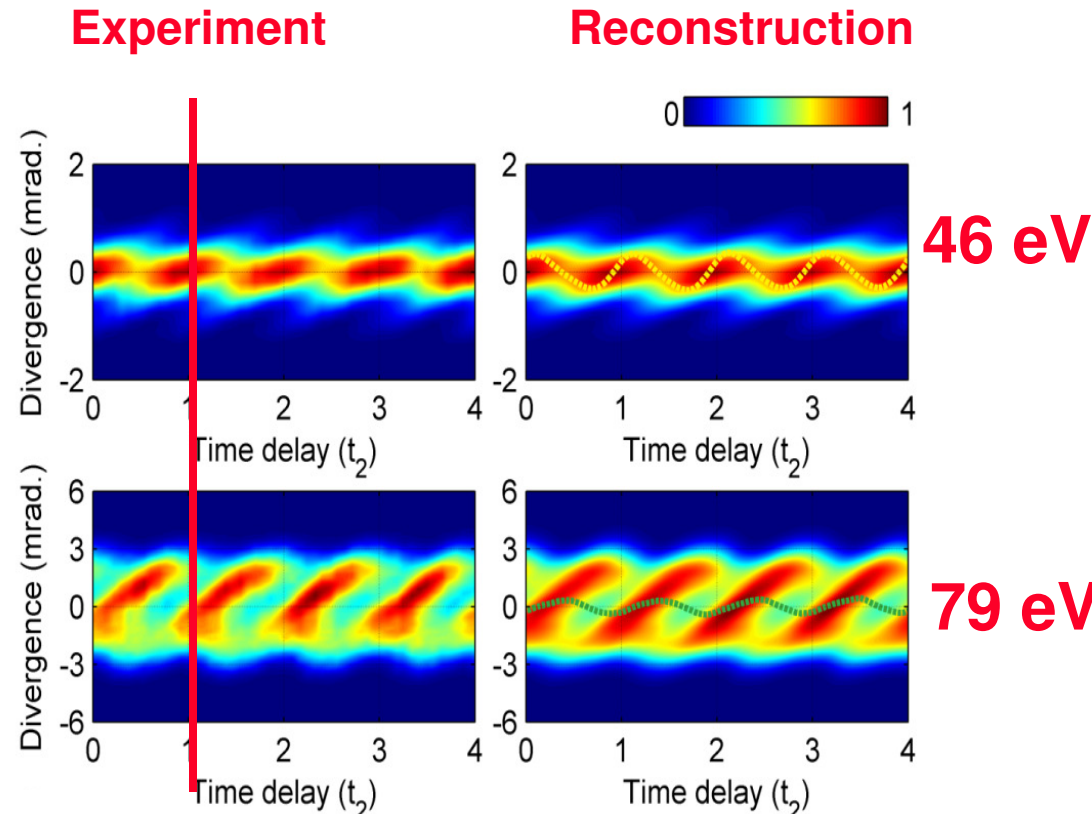 Experiment
Reconstruction
0 1
Divergence (mrad.)
2
0
-2
0 1 2 3 4
Time delay (t2)
2
0
-2
0 1 2 3 4
Time delay (t2)
46 eV
Divergence (mrad.)
6
3
0
-3
-6
0 1 2 3 4
Time delay (t2)
6
3
0
-3
-6
0 1 2 3 4
Time delay (t2)
79 eV